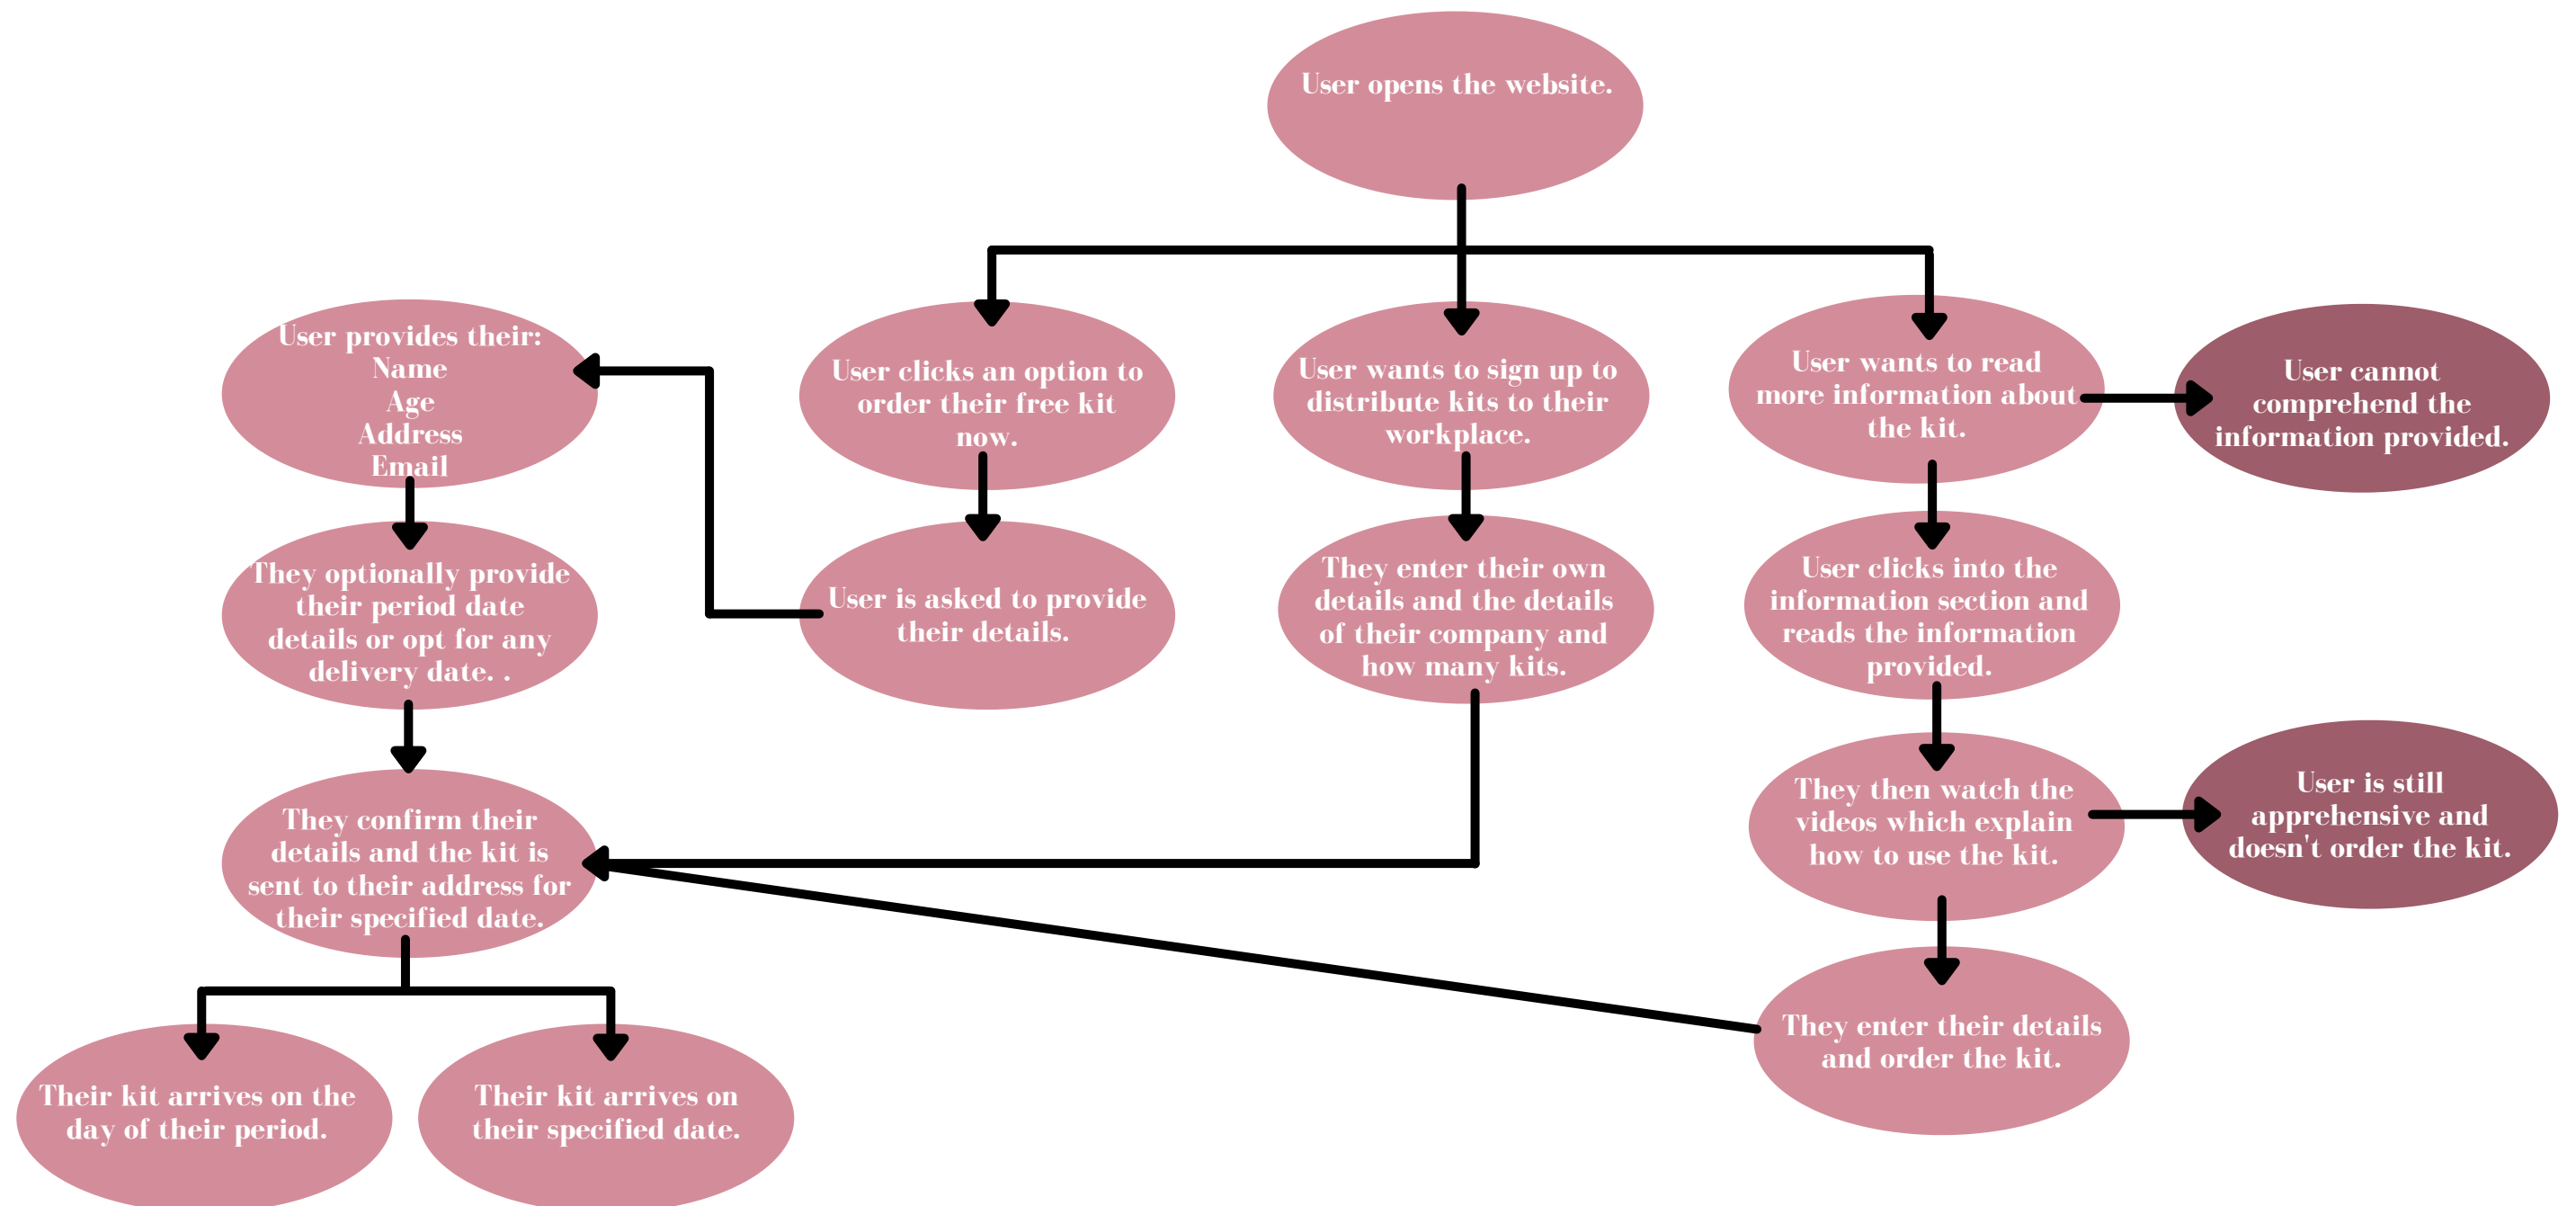 User opens the website.
User provides their:
Name
Age
Address
Email
User clicks an option to
order their free kit
now.
User wants to sign up to
distribute kits to their
workplace.
User wants to read
more information about
the kit.
User cannot
comprehend the
information provided.
They optionally provide
their period date
details or opt for any
delivery date. .
User is asked to provide
their details.
They enter their own
details and the details
of their company and
how many kits.
User clicks into the
information section and
reads the information
provided.
They confirm their
details and the kit is
sent to their address for
their specified date.
They then watch the
videos which explain
how to use the kit.
User is still
apprehensive and
doesn't order the kit.
They enter their details
and order the kit.
Their kit arrives on the
day of their period.
Their kit arrives on
their specified date.